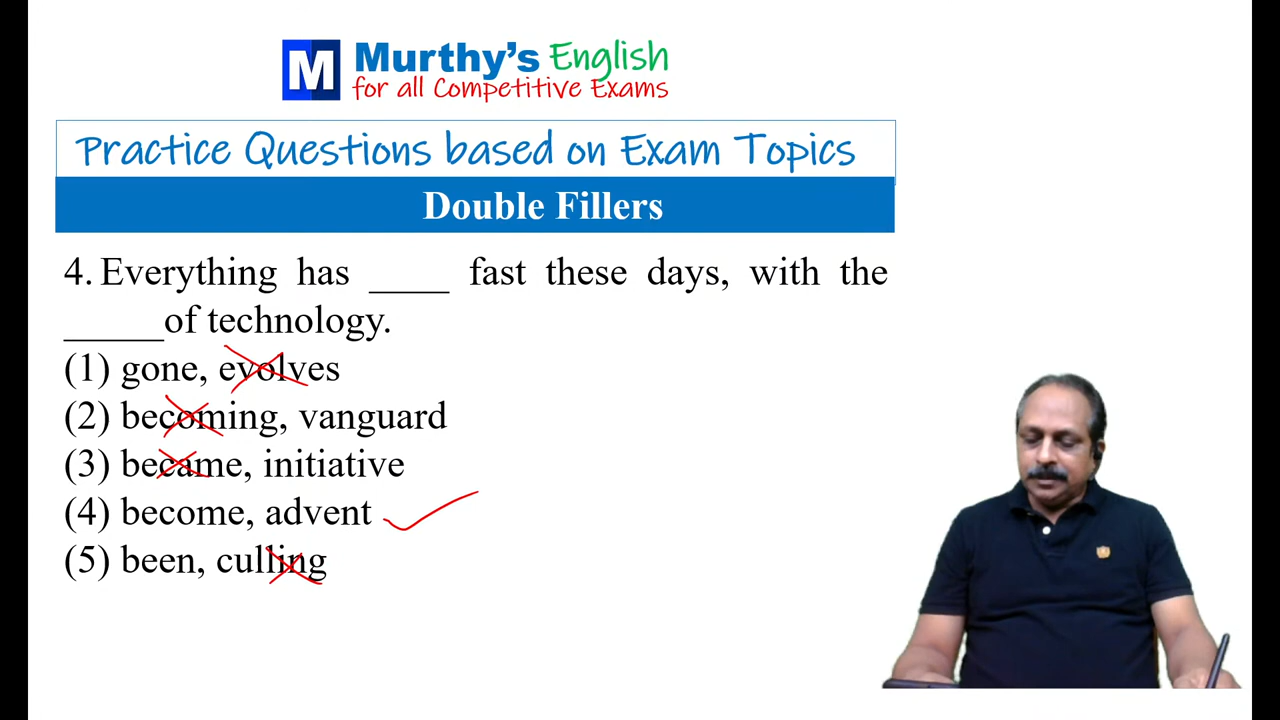 M Murthy's English
for all Competitive Exams
Practice Questions based on Exam Topics
Double Fillers
4. Everything has ____ fast these days, with the
_____of technology.
(1) gone, evolves
(2) becoming, vanguard
(3) became, initiative
(4) become, advent
(5) been, culling